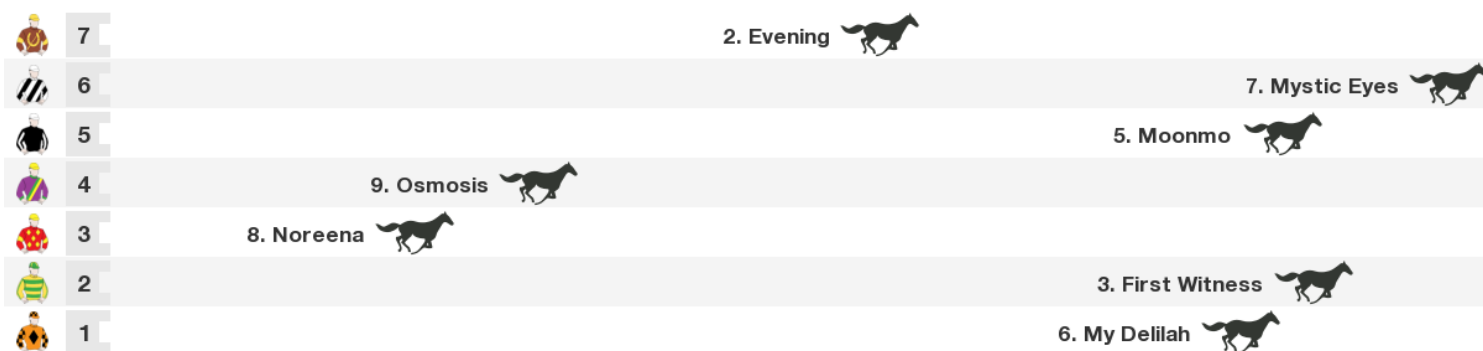 7 2. Evening
6 7. Mystic Eyes
5 5. Moonmo
4 9. Osmosis
3 8. Noreena
2 3. First Witness
1 6. My Delilah